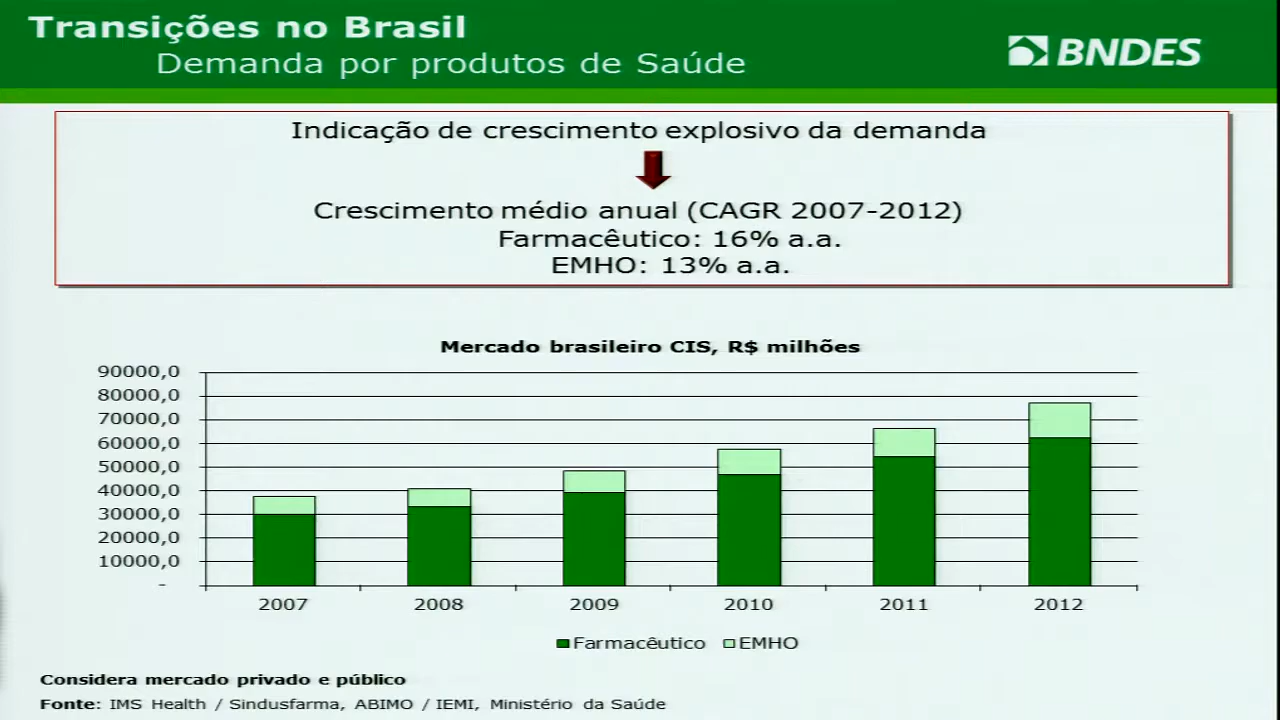 Transições no Brasil
Demanda por produtos de Saúde
BNDES
Indicação de crescimento explosivo da demanda
Crescimento médio anual (CAGR 2007-2012)
Farmacêutico: 16% a.a.
EMHO: 13% a.a.
Mercado brasileiro CIS, R$ milhões
90000,0
80000,0
70000,0
60000,0
50000,0
40000,0
30000,0
20000,0
10000,0
-
2007 2008 2009 2010 2011 2012
Farmacêutico EMHO
Considera mercado privado e público
Fonte: IMS Health / Sindusfarma, ABIMO / IEMI, Ministério da Saúde